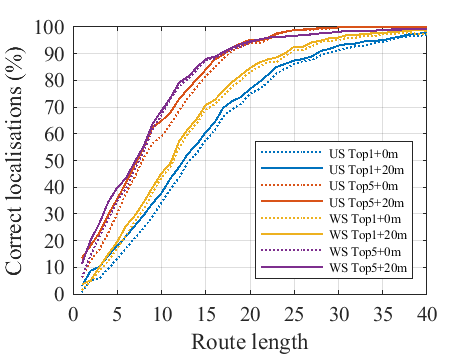 100
90
80
70
60
50
40
30
20
10
0
Correct localisations (%)
US Top1+0m
US Top1+20m
US Top5+0m
US Top5+20m
WS Top1+0m
WS Top1+20m
WS Top5+0m
WS Top5+20m
0 5 10 15 20 25 30 35 40
Route length